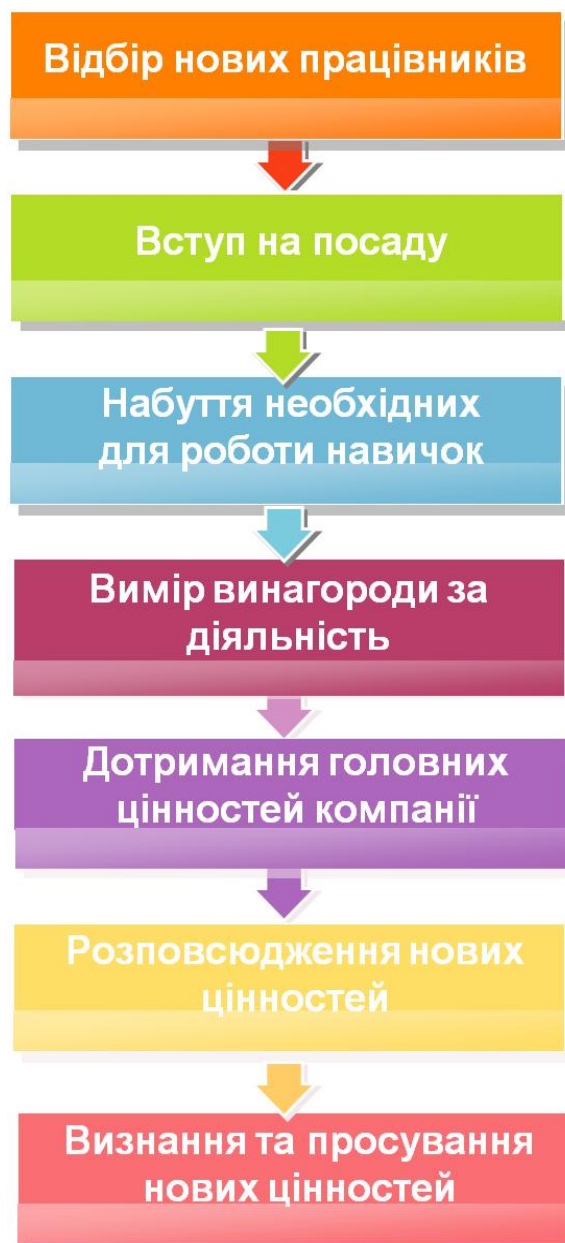 Відбір нових працівників
Вступ на посаду
Набуття необхідних
для роботи навичок
Вимір винагороди за
діяльність
Дотримання головних
цінностей компанії
Розповсюдження нових
цінностей
Визнання та просування
нових цінностей